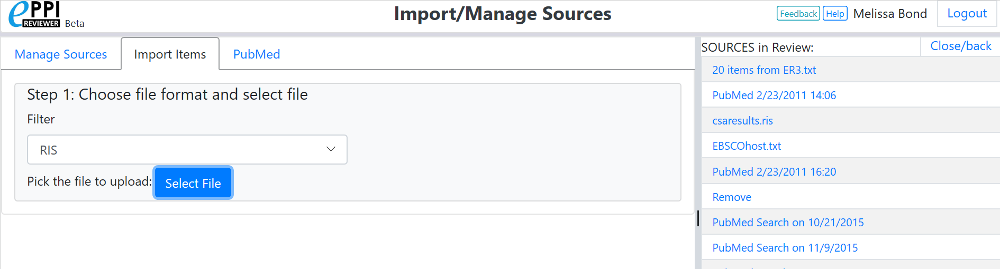 ePPI
REVIEWER Beta
Import/Manage Sources
Feedback Help Melissa Bond Logout
Manage Sources Import Items PubMed
Step 1: Choose file format and select file
Filter
RIS
Pick the file to upload: Select File
SOURCES in Review: Close/back
20 items from ER3.txt
PubMed 2/23/2011 14:06
csaresults.ris
EBSCOhost.txt
PubMed 2/23/2011 16:20
Remove
PubMed Search on 10/21/2015
PubMed Search on 11/9/2015